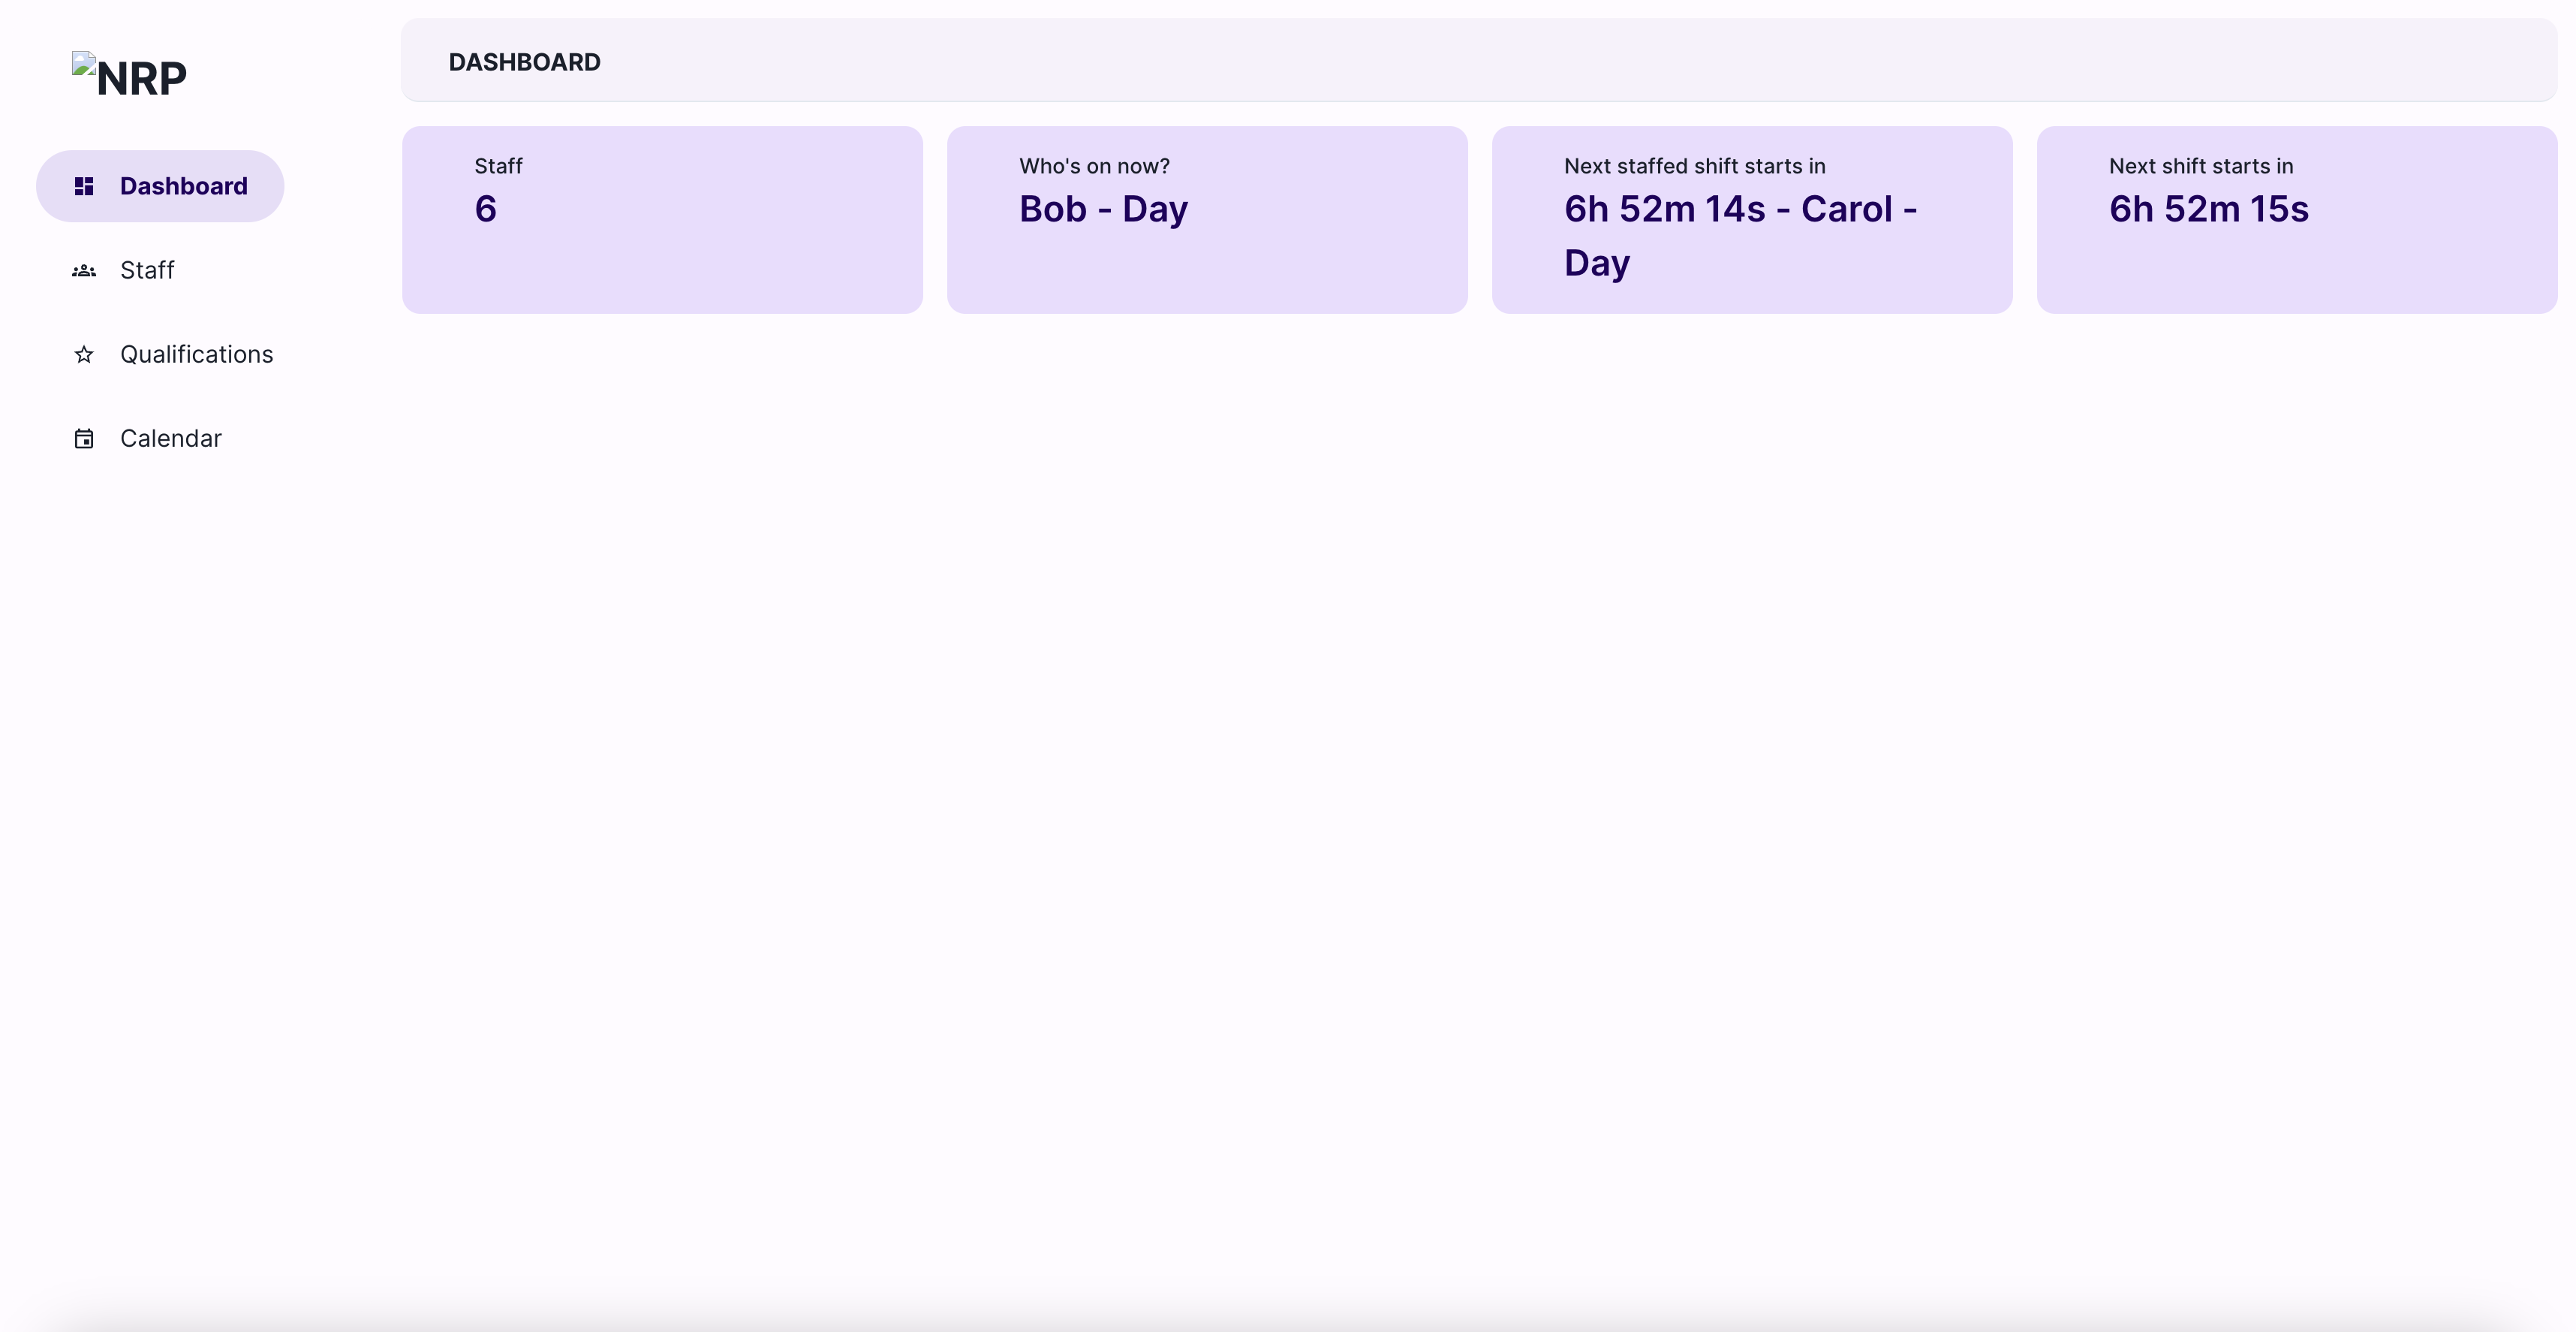 NRP
Dashboard
Staff
Qualifications
Calendar
DASHBOARD
Staff
6
Who's on now?
Bob - Day
Next staffed shift starts in
6h 52m 14s - Carol -
Day
Next shift starts in
6h 52m 15s